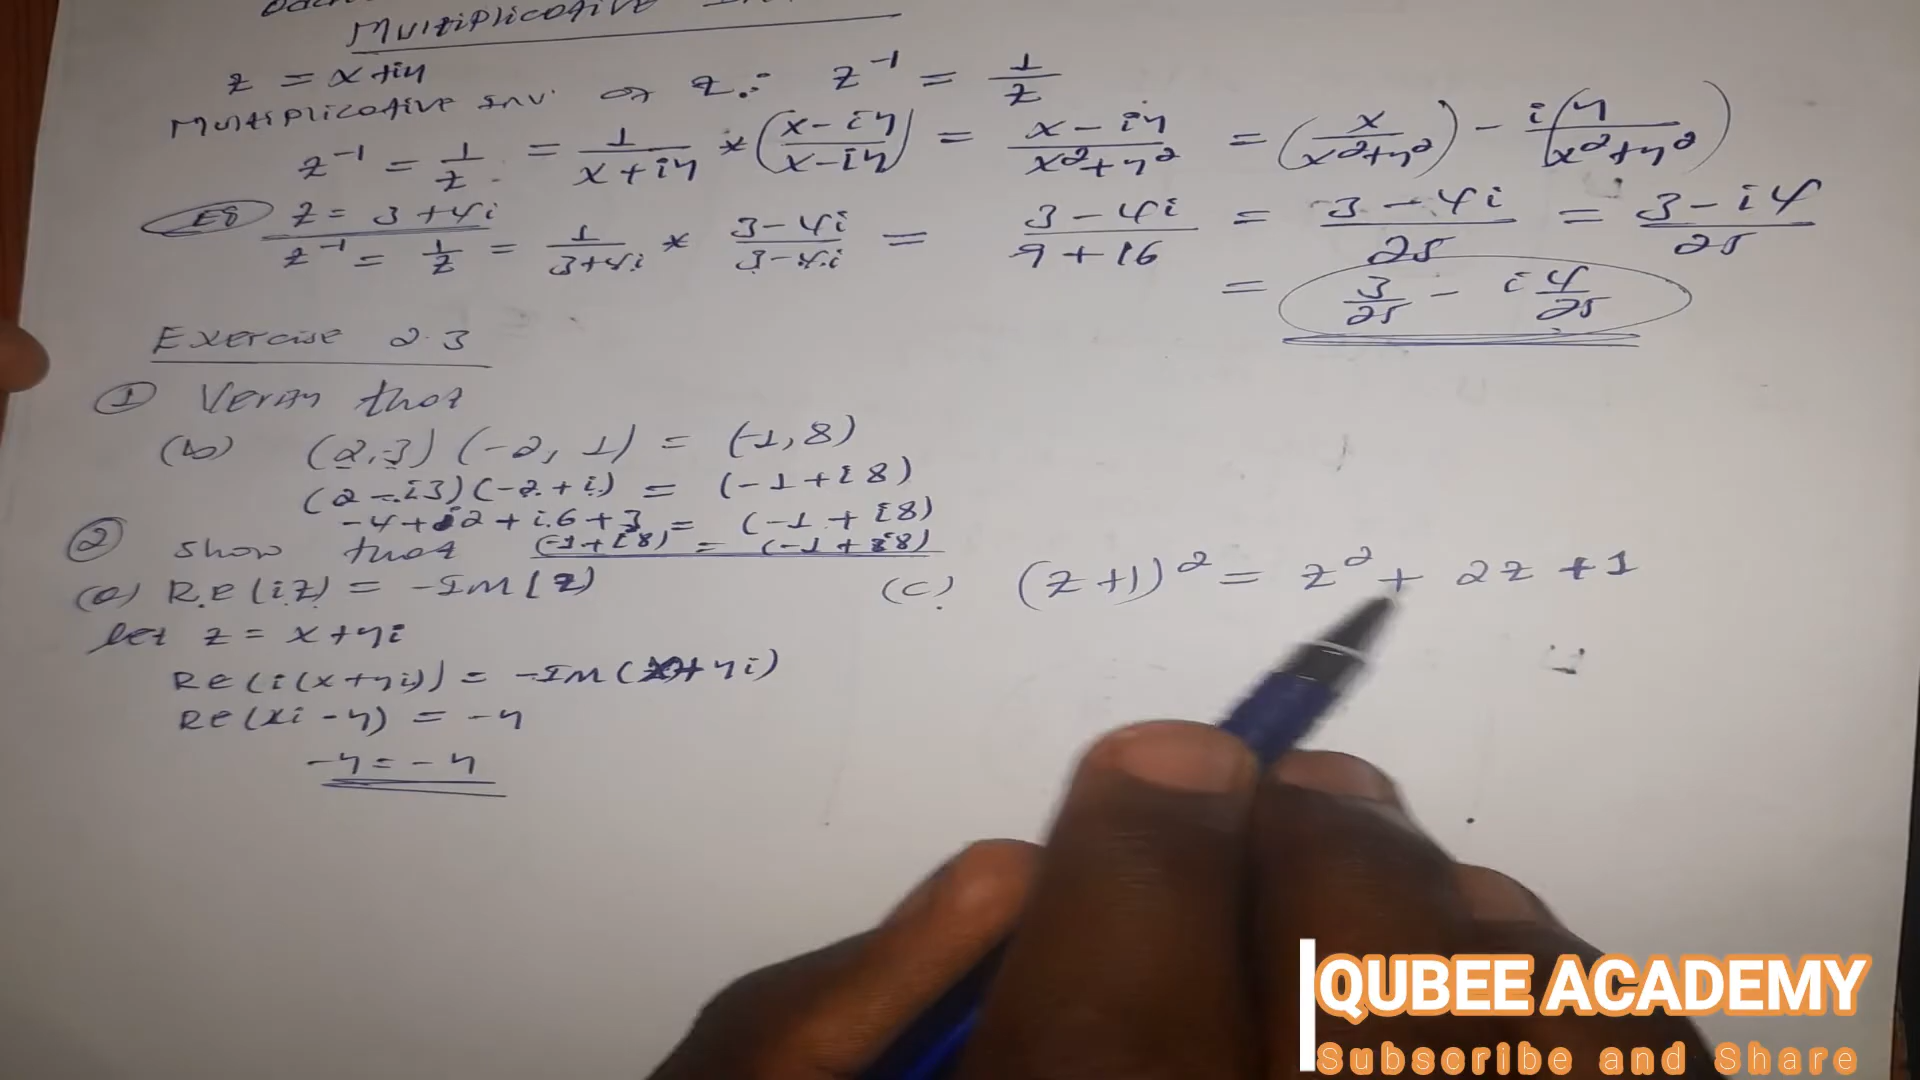 Multiplicative
z = x+iy
Multiplicative Inv. of z : z⁻¹ = 1/z
z⁻¹ = 1/z = 1/(x+iy) * ((x-iy)/(x-iy)) = (x-iy)/(x²+y²) = (x/(x²+y²)) - i(y/(x²+y²))
Eg z = 3+4i
z⁻¹ = 1/z = 1/(3+4i) * (3-4i)/(3-4i) = (3-4i)/(9+16) = (3-4i)/25 = (3-i4)/25
= 3/25 - i 4/25
Exercise 2.3
① Verify that
(b) (2,-3)(-2, 1) = (-1, 8)
(2-i3)(-2+i) = (-1+i8)
-4+i2+i6+3 = (-1+i8)
(-1+i8) = (-1+i8)
② Show that
(a) Re(iz) = -Im(z)
let z = x+yi
Re(i(x+yi)) = -Im(x+yi)
Re(xi-y) = -y
-y = -y
(c) (z+1)² = z² + 2z +1
QUBEE ACADEMY
Subscribe and Share